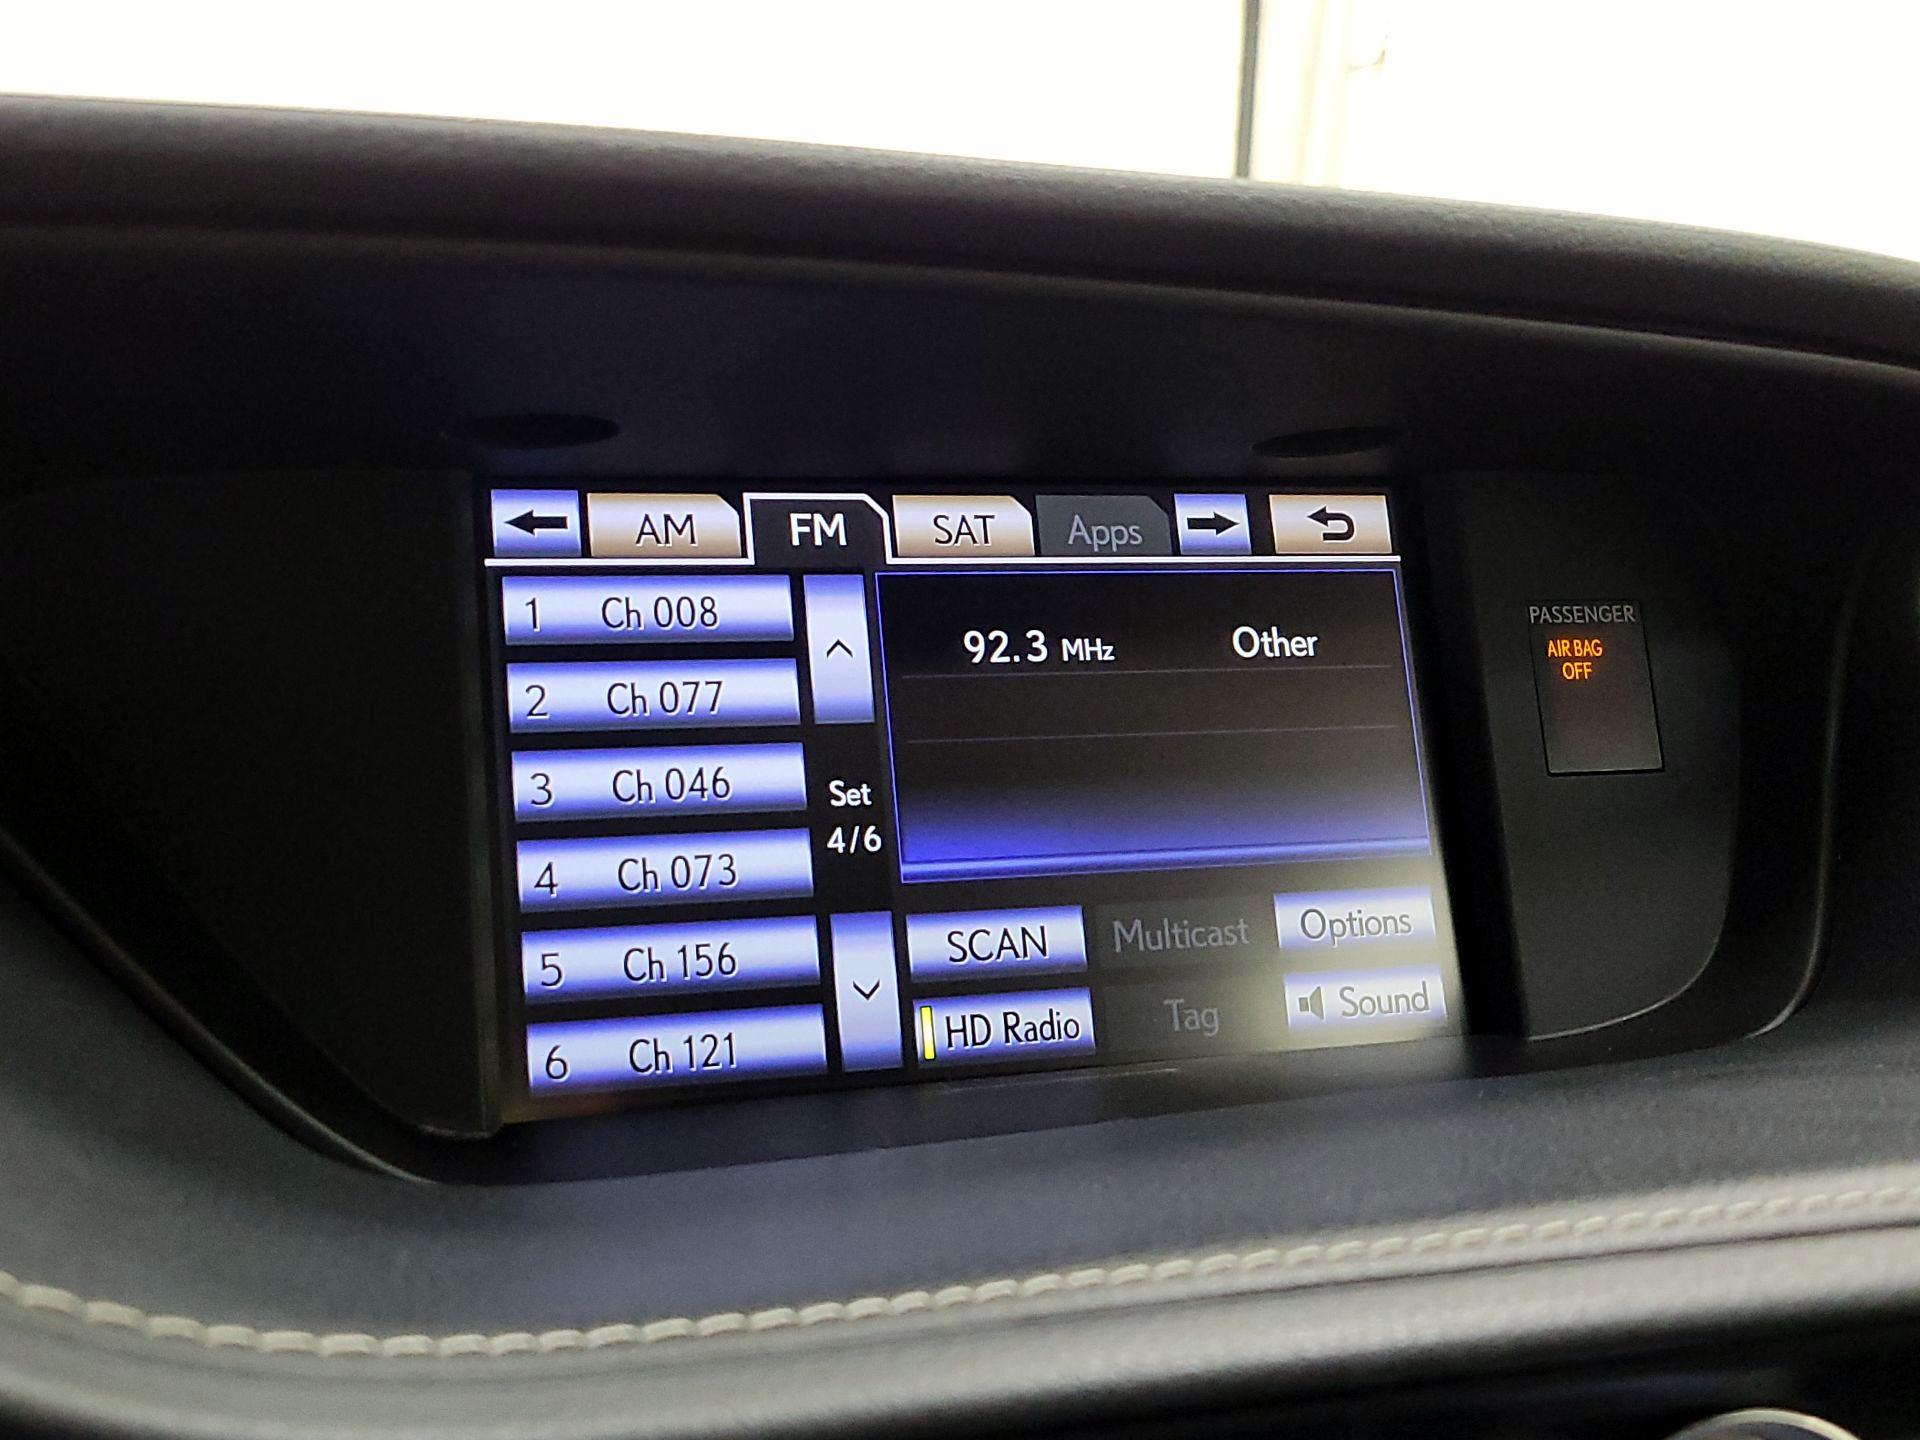 AM FM SAT Apps
1 Ch 008
2 Ch 077
3 Ch 046
4 Ch 073
5 Ch 156
6 Ch 121
Set
4/6
92.3 MHz Other
SCAN Multicast Options
HD Radio Tag Sound
PASSENGER
AIR BAG
OFF